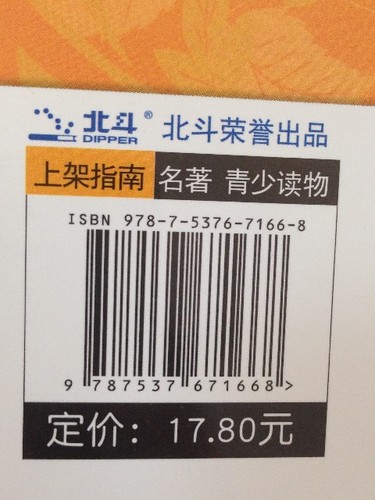 北斗® 北斗荣誉出品
DIPPER
上架指南 名著 青少读物
ISBN 978-7-5376-7166-8
9 787537 671668 >
定价：17.80元